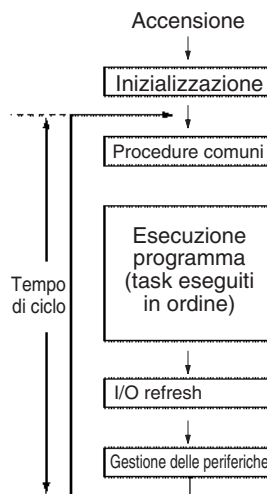 Accensione
Inizializzazione
Procedure comuni
Esecuzione
programma
(task eseguiti
in ordine)
Tempo
di ciclo
I/O refresh
Gestione delle periferiche